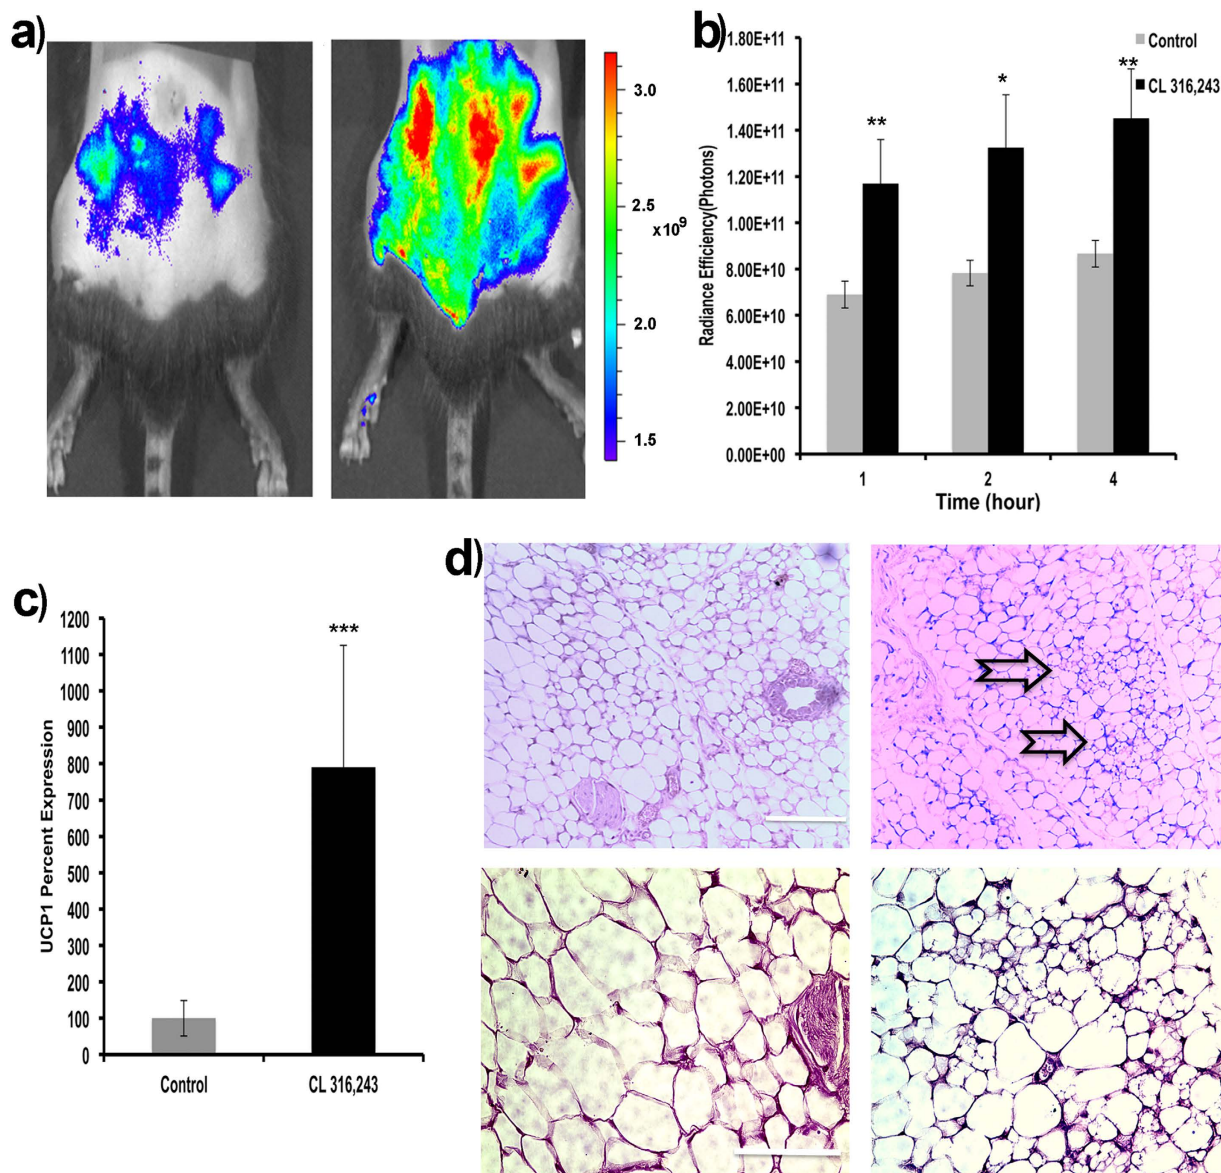 a)
3.0
2.5
x10⁹
2.0
1.5
b)
1.80E+11
1.60E+11
1.40E+11
1.20E+11
1.00E+11
8.00E+10
6.00E+10
4.00E+10
2.00E+10
0.00E+00
Radiance Efficiency(Photons)
Control
CL 316,243
**
*
**
1 2 4
Time (hour)
c)
1200
1100
1000
900
800
700
600
500
400
300
200
100
0
UCP1 Percent Expression
***
Control CL 316,243
d)